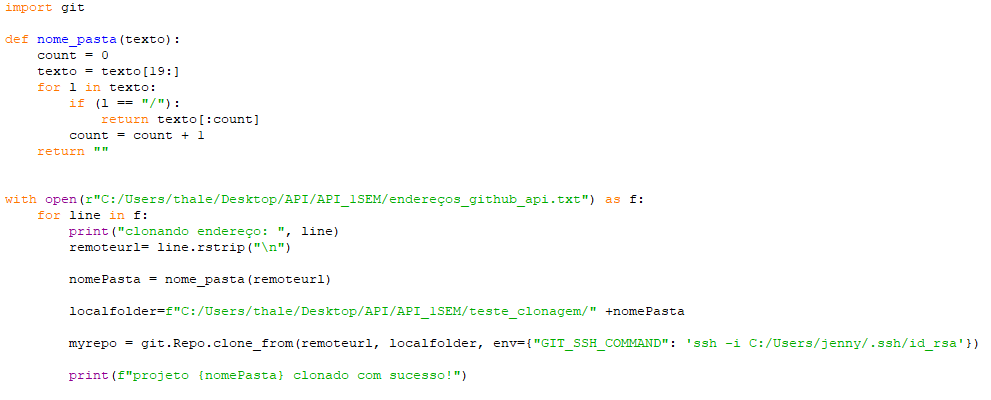 import git
def nome_pasta(texto):
    count = 0
    texto = texto[19:]
    for l in texto:
        if (l == "/"):
            return texto[:count]
        count = count + 1
    return ""
with open(r"C:/Users/thale/Desktop/API/API_1SEM/endereços_github_api.txt") as f:
    for line in f:
        print("clonando endereço: ", line)
        remoteurl= line.rstrip("\n")
        nomePasta = nome_pasta(remoteurl)
        localfolder=f"C:/Users/thale/Desktop/API/API_1SEM/teste_clonagem/" +nomePasta
        myrepo = git.Repo.clone_from(remoteurl, localfolder, env={"GIT_SSH_COMMAND": 'ssh -i C:/Users/jenny/.ssh/id_rsa'})
        print(f"projeto {nomePasta} clonado com sucesso!")